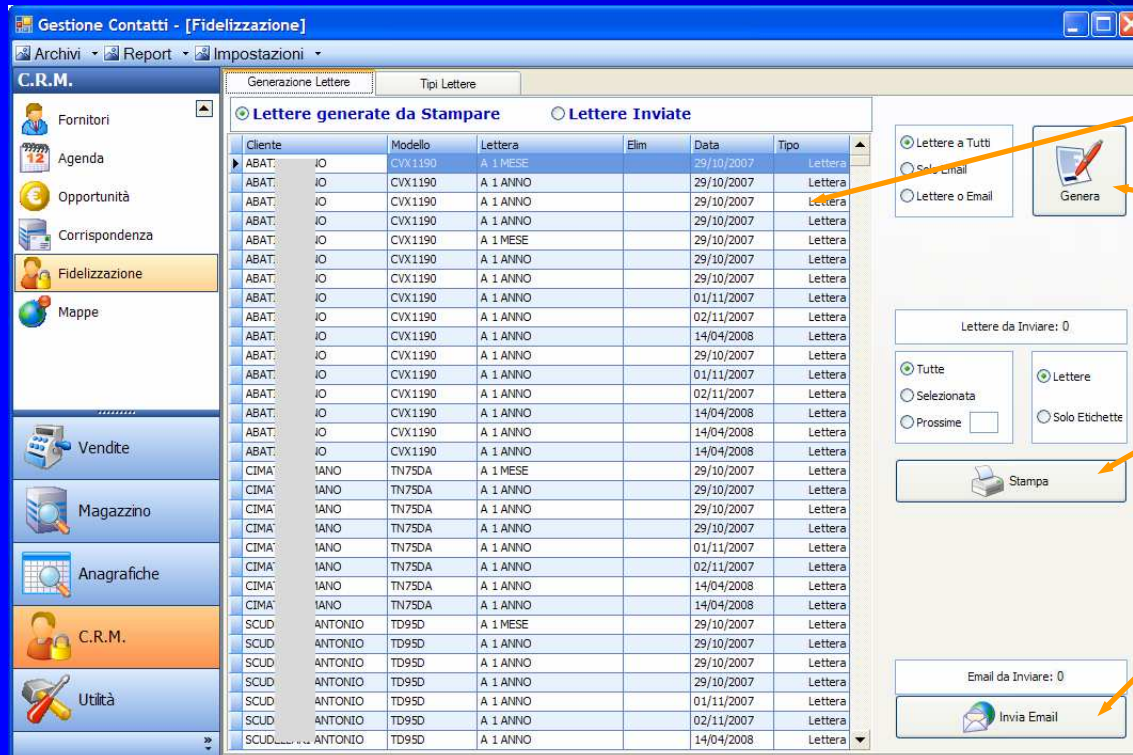 Gestione Contatti - [Fidelizzazione]
Archivi Report Impostazioni
C.R.M.
Fornitori
Agenda
12
Opportunità
Corrispondenza
Fidelizzazione
Mappe
Vendite
Magazzino
Anagrafiche
C.R.M.
Utilità
Generazione Lettere Tipi Lettere
Lettere generate da Stampare Lettere Inviate
Cliente Modello Lettera Elim Data Tipo
CVX1190 A 1 MESE 29/10/2007 Lettera
CVX1190 A 1 ANNO 29/10/2007 Lettera
CVX1190 A 1 ANNO 29/10/2007 Lettera
CVX1190 A 1 ANNO 29/10/2007 Lettera
CVX1190 A 1 MESE 29/10/2007 Lettera
CVX1190 A 1 ANNO 29/10/2007 Lettera
CVX1190 A 1 ANNO 29/10/2007 Lettera
CVX1190 A 1 ANNO 01/11/2007 Lettera
CVX1190 A 1 ANNO 02/11/2007 Lettera
CVX1190 A 1 ANNO 14/04/2008 Lettera
CVX1190 A 1 ANNO 29/10/2007 Lettera
CVX1190 A 1 ANNO 01/11/2007 Lettera
CVX1190 A 1 ANNO 02/11/2007 Lettera
CVX1190 A 1 ANNO 14/04/2008 Lettera
CVX1190 A 1 ANNO 14/04/2008 Lettera
CVX1190 A 1 ANNO 14/04/2008 Lettera
TN75DA A 1 MESE 29/10/2007 Lettera
TN75DA A 1 ANNO 29/10/2007 Lettera
TN75DA A 1 ANNO 29/10/2007 Lettera
TN75DA A 1 ANNO 29/10/2007 Lettera
TN75DA A 1 ANNO 01/11/2007 Lettera
TN75DA A 1 ANNO 02/11/2007 Lettera
TN75DA A 1 ANNO 14/04/2008 Lettera
TN75DA A 1 ANNO 14/04/2008 Lettera
ANTONIO TD95D A 1 MESE 29/10/2007 Lettera
ANTONIO TD95D A 1 ANNO 29/10/2007 Lettera
ANTONIO TD95D A 1 ANNO 29/10/2007 Lettera
ANTONIO TD95D A 1 ANNO 29/10/2007 Lettera
ANTONIO TD95D A 1 ANNO 01/11/2007 Lettera
ANTONIO TD95D A 1 ANNO 02/11/2007 Lettera
ANTONIO TD95D A 1 ANNO 14/04/2008 Lettera
Lettere a Tutti
Solo Email
Lettere o Email
Genera
Lettere da Inviare: 0
Tutte
Selezionata
Prossime
Lettere
Solo Etichette
Stampa
Email da Inviare: 0
Invia Email